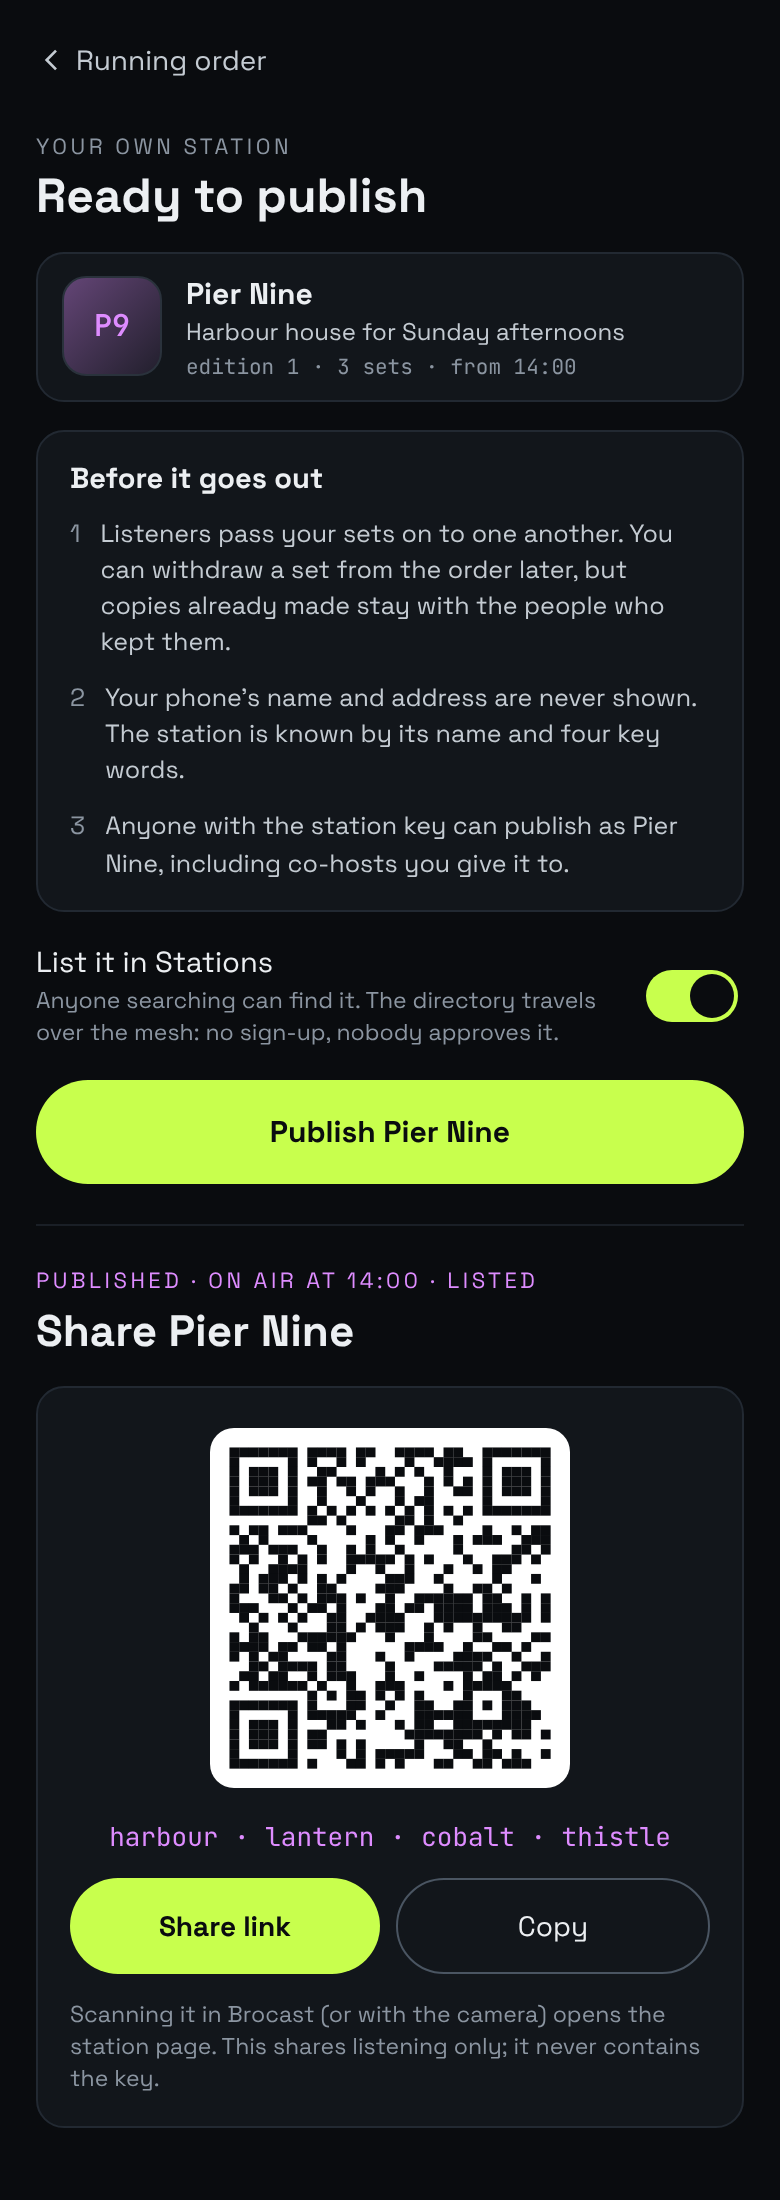 Running order
YOUR OWN STATION
Ready to publish
P9
Pier Nine
Harbour house for Sunday afternoons
edition 1 · 3 sets · from 14:00
Before it goes out
1 Listeners pass your sets on to one another. You
can withdraw a set from the order later, but
copies already made stay with the people who
kept them.
2 Your phone’s name and address are never shown.
The station is known by its name and four key
words.
3 Anyone with the station key can publish as Pier
Nine, including co-hosts you give it to.
List it in Stations
Anyone searching can find it. The directory travels
over the mesh: no sign-up, nobody approves it.
Publish Pier Nine
PUBLISHED · ON AIR AT 14:00 · LISTED
Share Pier Nine
harbour · lantern · cobalt · thistle
Share link
Copy
Scanning it in Brocast (or with the camera) opens the
station page. This shares listening only; it never contains
the key.